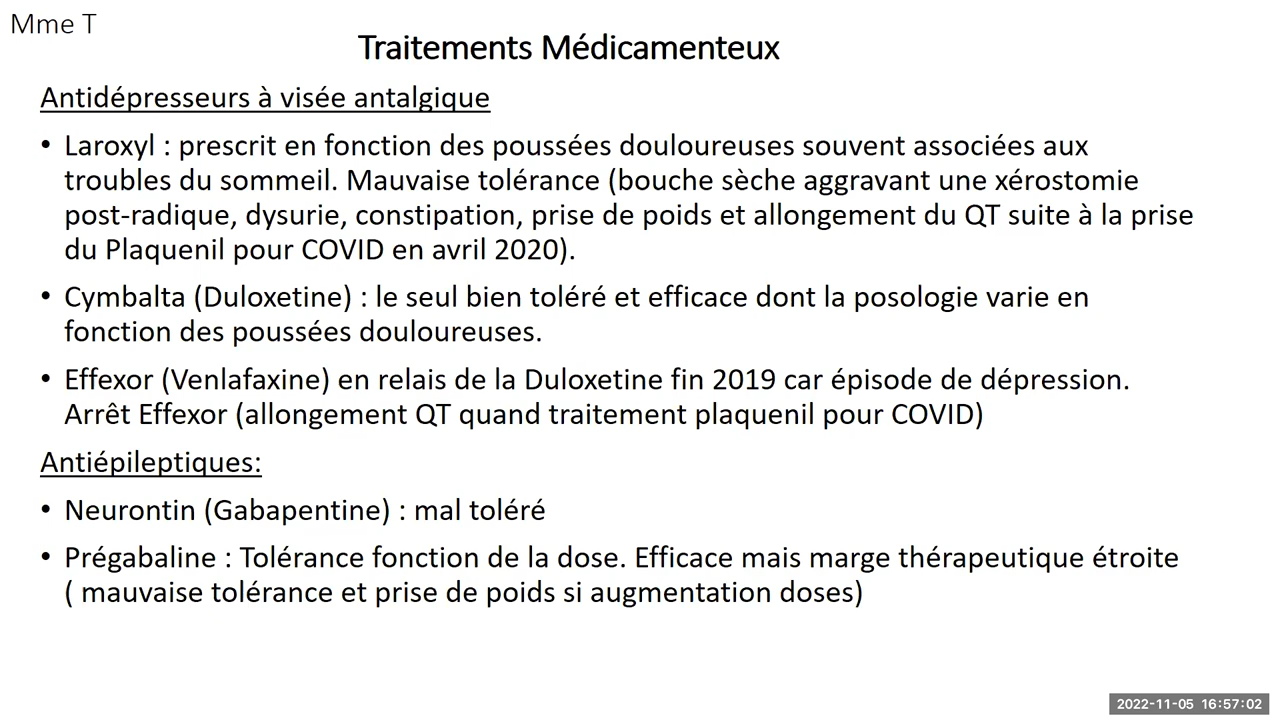 Mme T
Traitements Médicamenteux
Antidépresseurs à visée antalgique
• Laroxyl : prescrit en fonction des poussées douloureuses souvent associées aux
troubles du sommeil. Mauvaise tolérance (bouche sèche aggravant une xérostomie
post-radique, dysurie, constipation, prise de poids et allongement du QT suite à la prise
du Plaquenil pour COVID en avril 2020).
• Cymbalta (Duloxetine) : le seul bien toléré et efficace dont la posologie varie en
fonction des poussées douloureuses.
• Effexor (Venlafaxine) en relais de la Duloxetine fin 2019 car épisode de dépression.
Arrêt Effexor (allongement QT quand traitement plaquenil pour COVID)
Antiépileptiques:
• Neurontin (Gabapentine) : mal toléré
• Prégabaline : Tolérance fonction de la dose. Efficace mais marge thérapeutique étroite
( mauvaise tolérance et prise de poids si augmentation doses)
2022-11-05 16:57:02